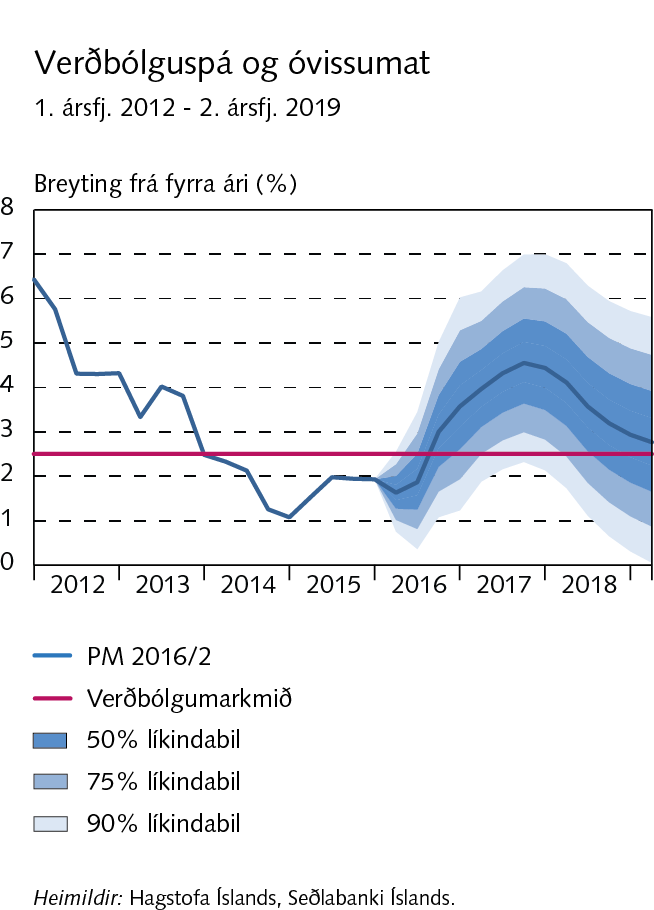 Verðbólguspá og óvissumat
1. ársfj. 2012 - 2. ársfj. 2019
Breyting frá fyrra ári (%)
8
7
6
5
4
3
2
1
0
2012 2013 2014 2015 2016 2017 2018
PM 2016/2
Verðbólgumarkmið
50% líkindabil
75% líkindabil
90% líkindabil
Heimildir: Hagstofa Íslands, Seðlabanki Íslands.